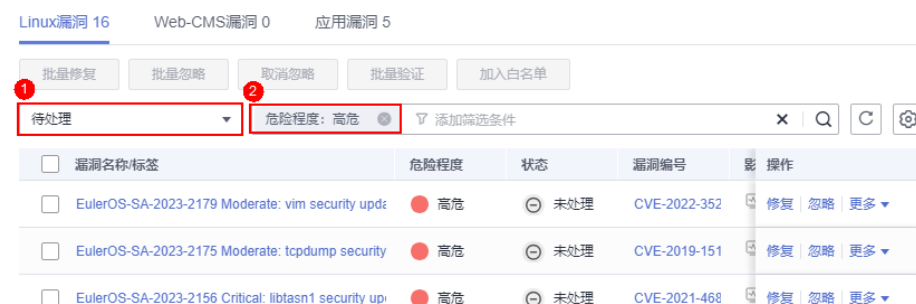 Linux漏洞 16 Web-CMS漏洞 0 应用漏洞 5
批量修复 批量忽略 取消忽略 批量验证 加入白名单
1 2
待处理 危险程度：高危 添加筛选条件
漏洞名称/标签 危险程度 状态 漏洞编号 操作
EulerOS-SA-2023-2179 Moderate: vim security upda 高危 未处理 CVE-2022-352 修复 忽略 更多
EulerOS-SA-2023-2175 Moderate: tcpdump security 高危 未处理 CVE-2019-151 修复 忽略 更多
EulerOS-SA-2023-2156 Critical: libtasn1 security up 高危 未处理 CVE-2021-468 修复 忽略 更多